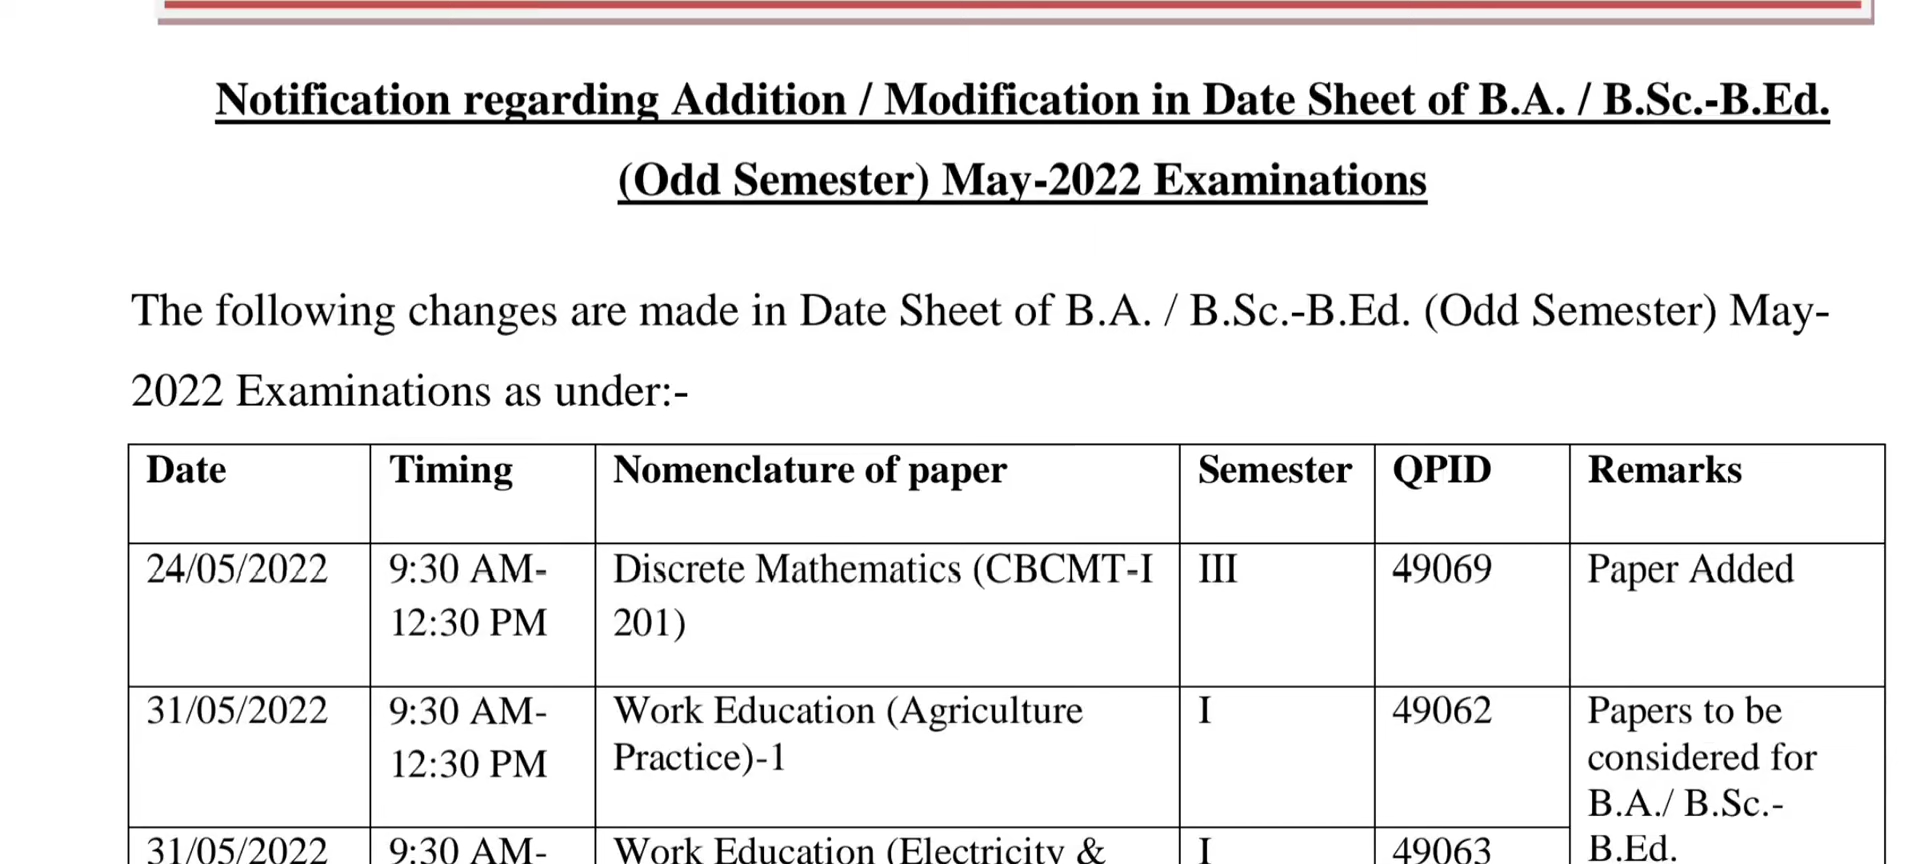 Notification regarding Addition / Modification in Date Sheet of B.A. / B.Sc.-B.Ed.
(Odd Semester) May-2022 Examinations
The following changes are made in Date Sheet of B.A. / B.Sc.-B.Ed. (Odd Semester) May-
2022 Examinations as under:-
Date Timing Nomenclature of paper Semester QPID Remarks
24/05/2022 9:30 AM- Discrete Mathematics (CBCMT-I III 49069 Paper Added
12:30 PM 201)
31/05/2022 9:30 AM- Work Education (Agriculture I 49062 Papers to be
12:30 PM Practice)-1 considered for
B.A./ B.Sc.-
31/05/2022 9:30 AM- Work Education (Electricity & I 49063 B.Ed.